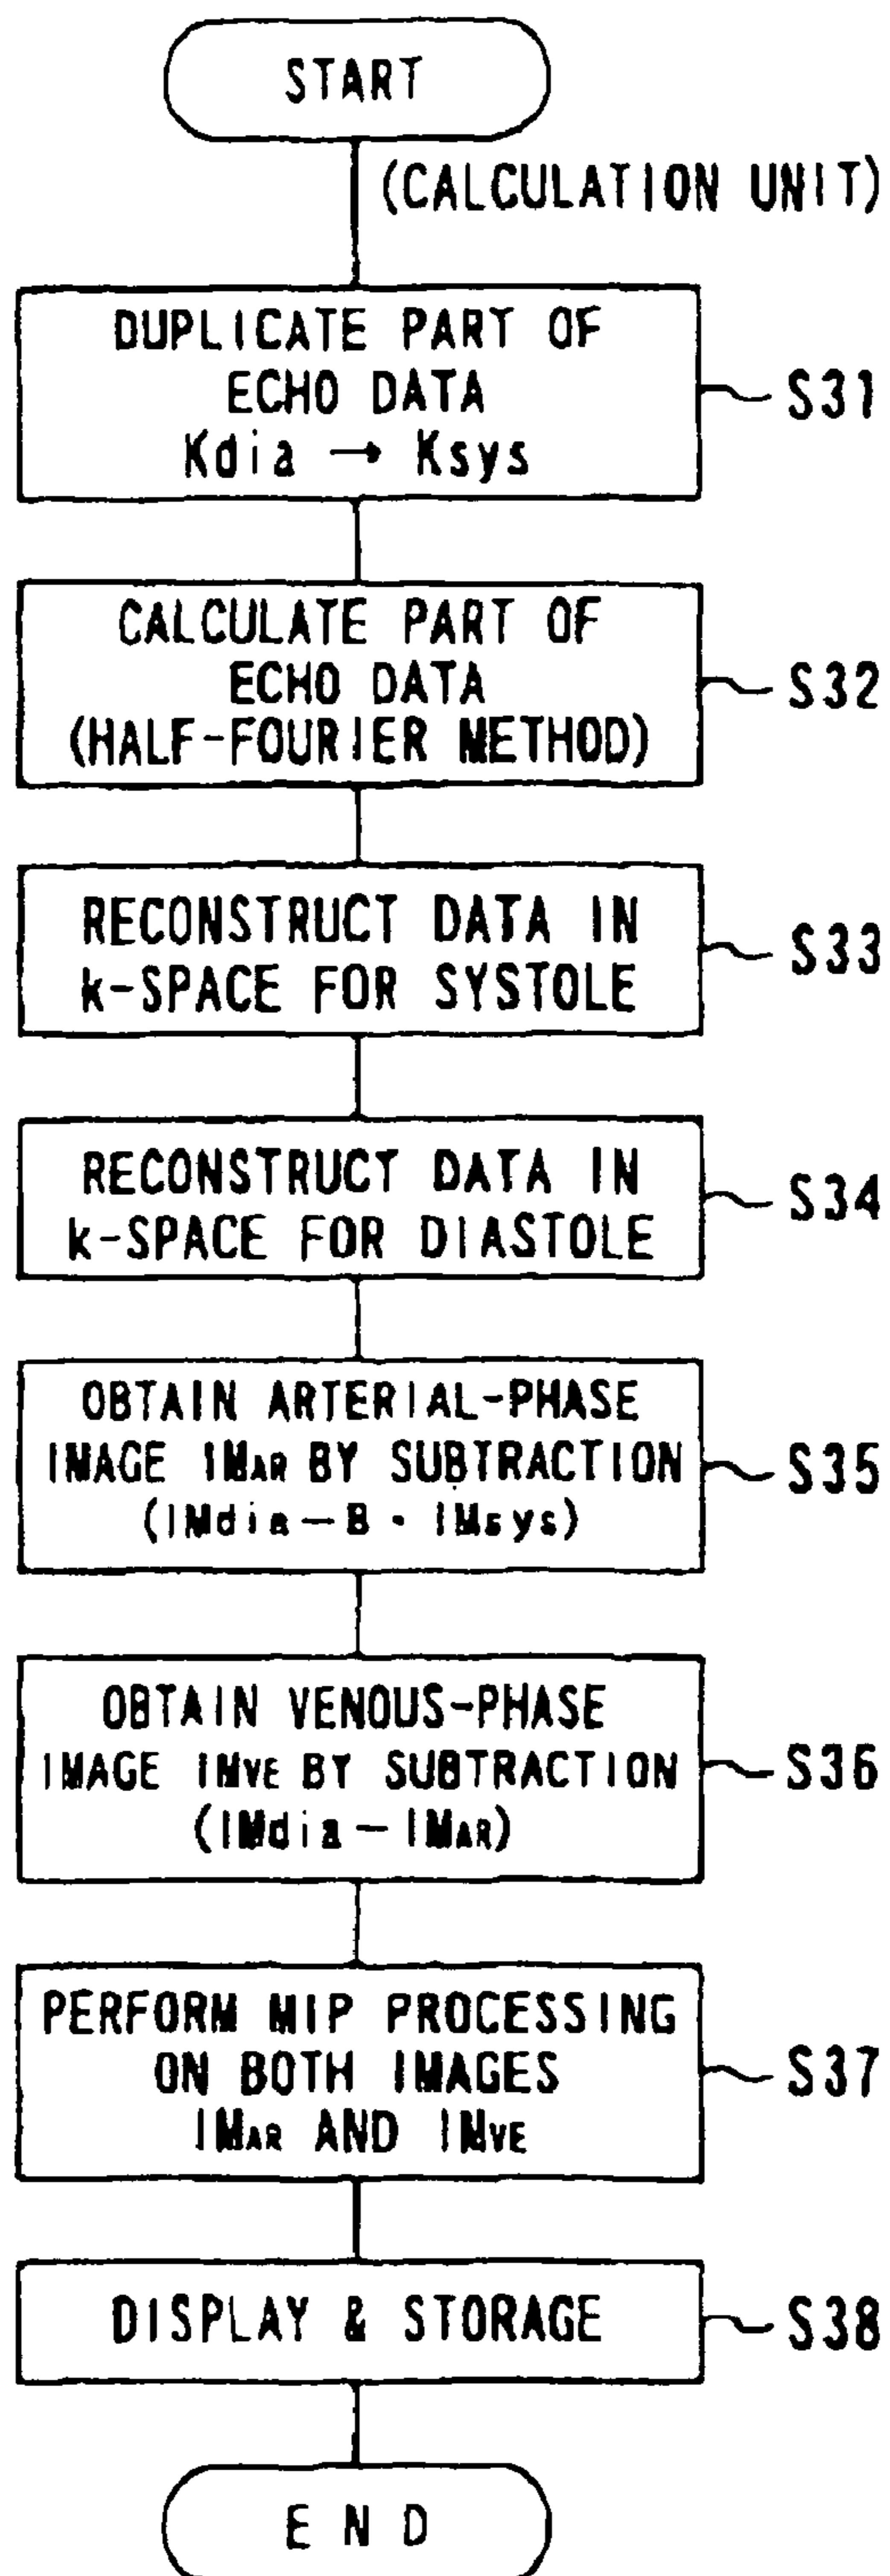 START
(CALCULATION UNIT)
DUPLICATE PART OF
ECHO DATA
Kdia → Ksys
S31
CALCULATE PART OF
ECHO DATA
(HALF-FOURIER METHOD)
S32
RECONSTRUCT DATA IN
k-SPACE FOR SYSTOLE
S33
RECONSTRUCT DATA IN
k-SPACE FOR DIASTOLE
S34
OBTAIN ARTERIAL-PHASE
IMAGE IMAR BY SUBTRACTION
(IMdia-B・IMsys)
S35
OBTAIN VENOUS-PHASE
IMAGE IMVE BY SUBTRACTION
(IMdia-IMAR)
S36
PERFORM MIP PROCESSING
ON BOTH IMAGES
IMAR AND IMVE
S37
DISPLAY & STORAGE
S38
END